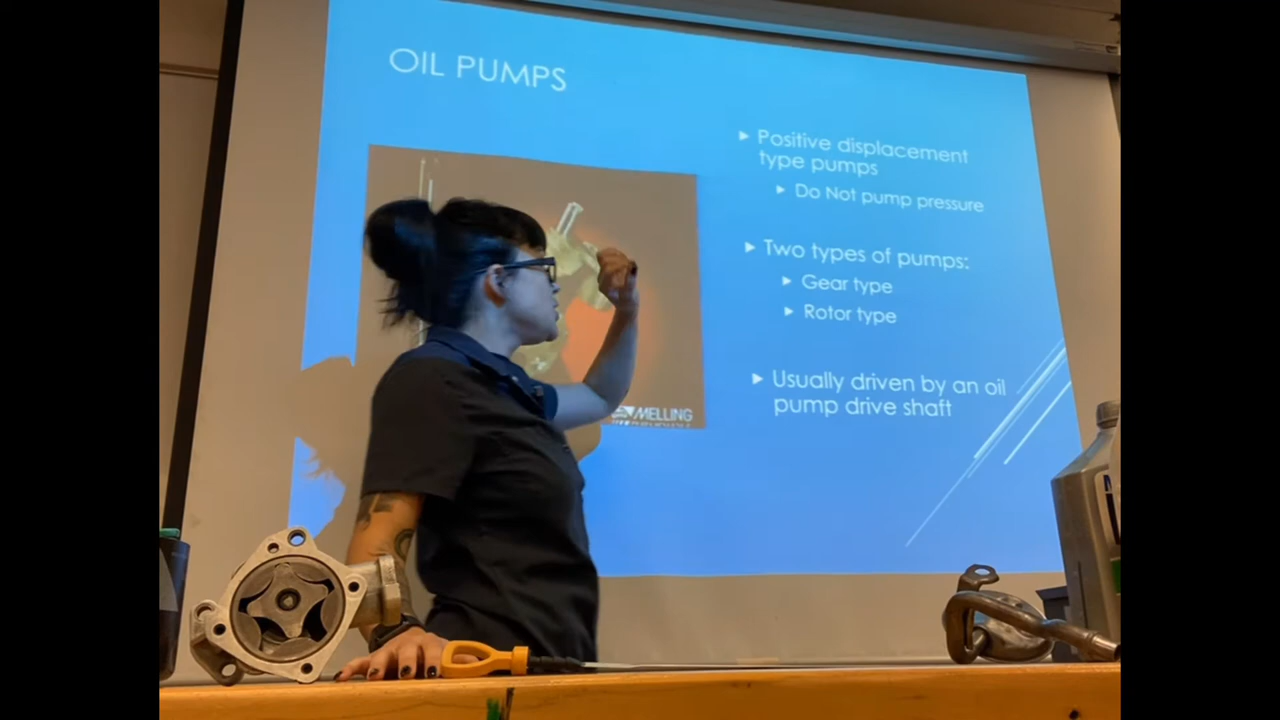 OIL PUMPS
Positive displacement
type pumps
Do Not pump pressure
Two types of pumps:
Gear type
Rotor type
Usually driven by an oil
pump drive shaft
MELLING